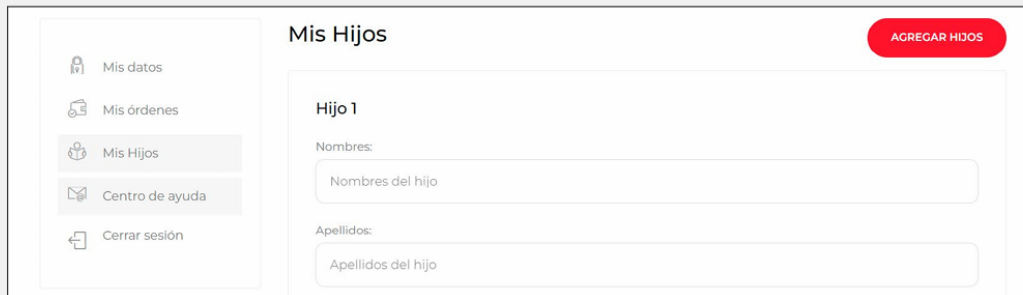 Mis Hijos
AGREGAR HIJOS
Mis datos
Mis órdenes
Mis Hijos
Centro de ayuda
Cerrar sesión
Hijo 1
Nombres:
Nombres del hijo
Apellidos:
Apellidos del hijo